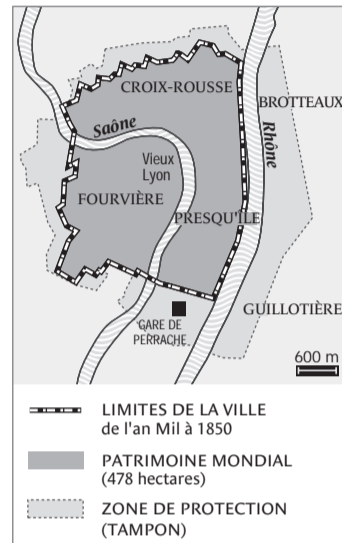 CROIX-ROUSSE
BROTTEAUX
Saône
Rhône
Vieux
Lyon
FOURVIÈRE
PRESQU'ÎLE
GUILLOTIÈRE
GARE DE
PERRACHE
600 m
LIMITES DE LA VILLE
de l'an Mil à 1850
PATRIMOINE MONDIAL
(478 hectares)
ZONE DE PROTECTION
(TAMPON)